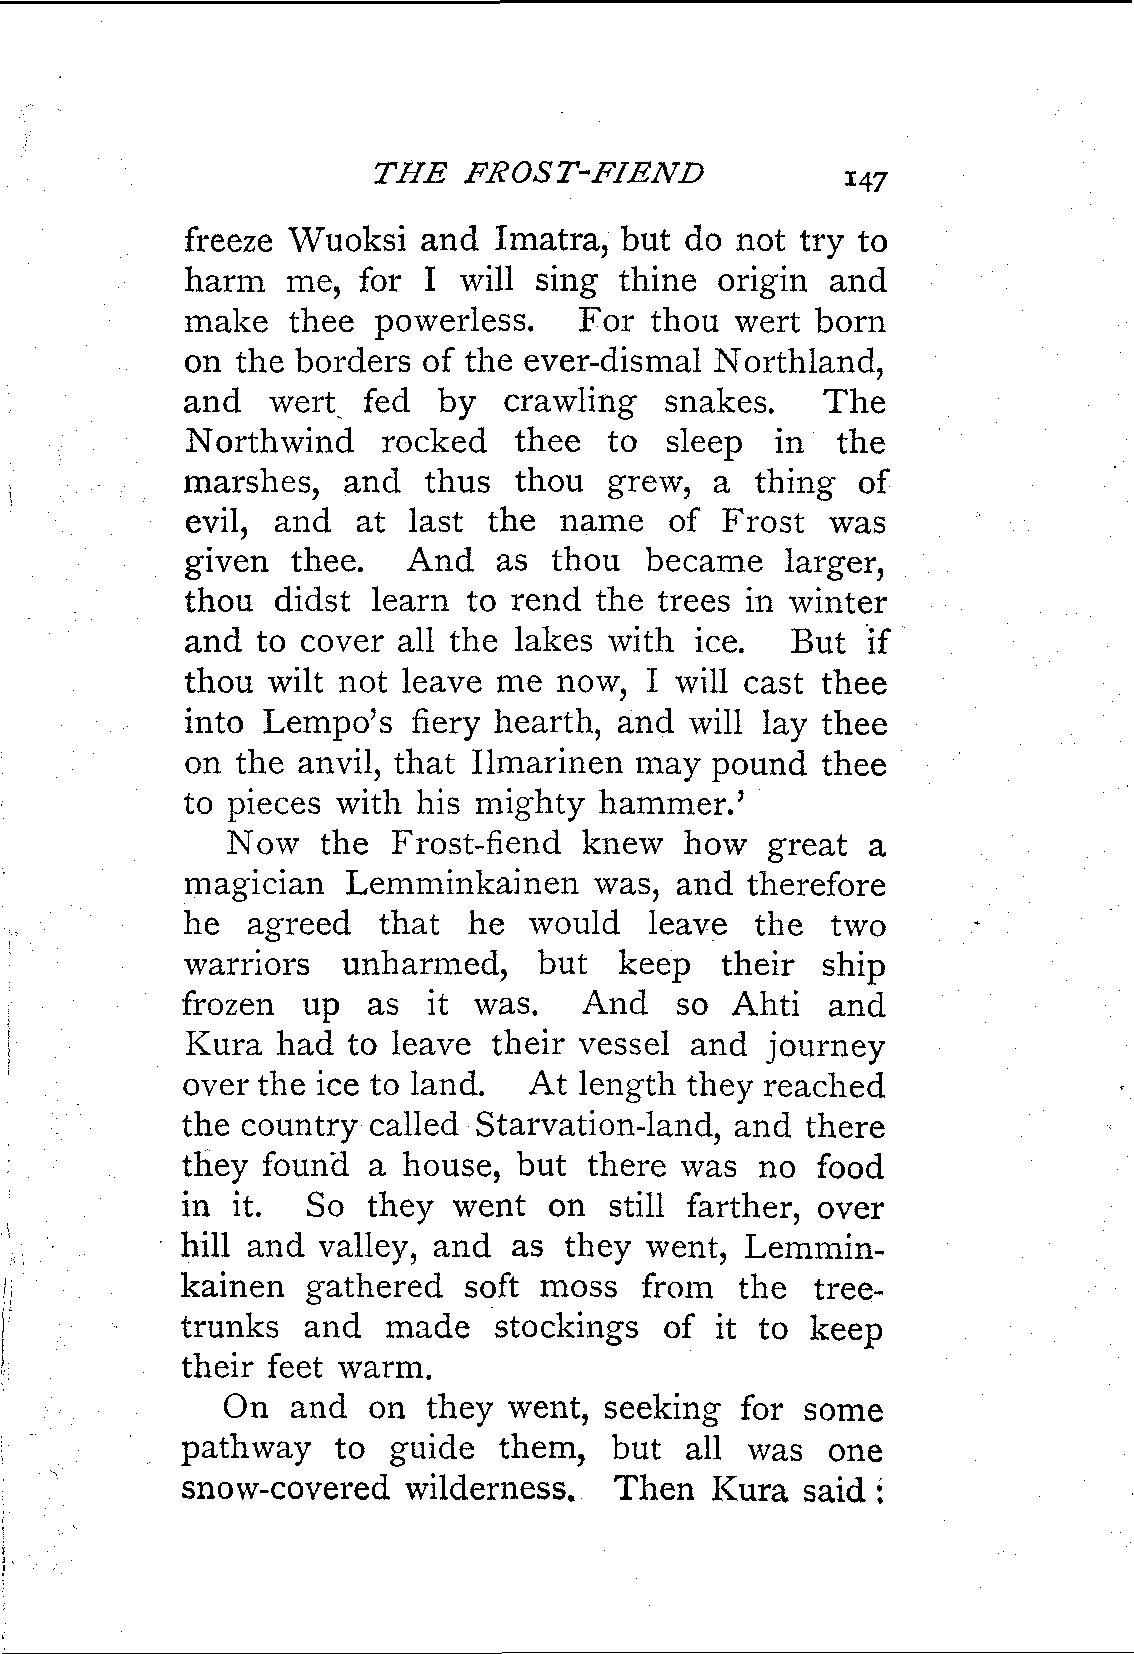 THE FROST-FIEND 147
freeze Wuoksi and Imatra, but do not try to
harm me, for I will sing thine origin and
make thee powerless. For thou wert born
on the borders of the ever-dismal Northland,
and wert fed by crawling snakes. The
Northwind rocked thee to sleep in the
marshes, and thus thou grew, a thing of
evil, and at last the name of Frost was
given thee. And as thou became larger,
thou didst learn to rend the trees in winter
and to cover all the lakes with ice. But if
thou wilt not leave me now, I will cast thee
into Lempo's fiery hearth, and will lay thee
on the anvil, that Ilmarinen may pound thee
to pieces with his mighty hammer.'
Now the Frost-fiend knew how great a
magician Lemminkainen was, and therefore
he agreed that he would leave the two
warriors unharmed, but keep their ship
frozen up as it was. And so Ahti and
Kura had to leave their vessel and journey
over the ice to land. At length they reached
the country called Starvation-land, and there
they found a house, but there was no food
in it. So they went on still farther, over
hill and valley, and as they went, Lemmin-
kainen gathered soft moss from the tree-
trunks and made stockings of it to keep
their feet warm.
On and on they went, seeking for some
pathway to guide them, but all was one
snow-covered wilderness. Then Kura said: